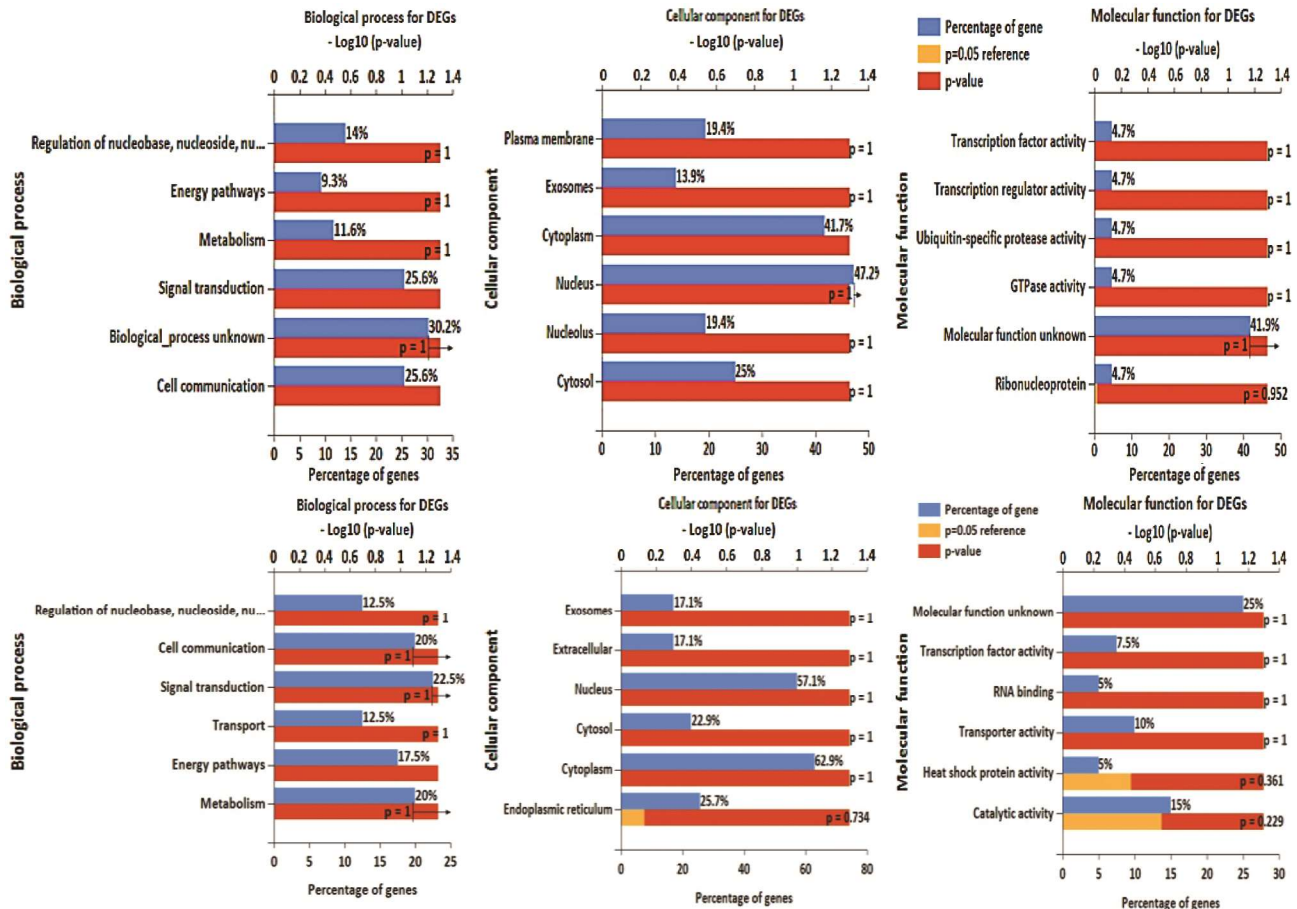 Biological process for DEGs
- Log10 (p-value)
0 0.2 0.4 0.6 0.8 1 1.2 1.4
Biological process
Regulation of nucleobase, nucleoside, nu...
14%
p = 1
Energy pathways
9.3%
p = 1
Metabolism
11.6%
p = 1
Signal transduction
25.6%
Biological_process unknown
30.2%
p = 1
Cell communication
25.6%
0 5 10 15 20 25 30 35
Percentage of genes
Cellular component for DEGs
- Log10 (p-value)
0 0.2 0.4 0.6 0.8 1 1.2 1.4
Cellular component
Plasma membrane
19.4%
p = 1
Exosomes
13.9%
p = 1
Cytoplasm
41.7%
Nucleus
47.2%
p = 1
Nucleolus
19.4%
p = 1
Cytosol
25%
p = 1
0 10 20 30 40 50
Percentage of genes
Percentage of gene
p=0.05 reference
p-value
Molecular function for DEGs
- Log10 (p-value)
0 0.2 0.4 0.6 0.8 1 1.2 1.4
Molecular function
Transcription factor activity
4.7%
p = 1
Transcription regulator activity
4.7%
p = 1
Ubiquitin-specific protease activity
4.7%
p = 1
GTPase activity
4.7%
p = 1
Molecular function unknown
41.9%
p = 1
Ribonucleoprotein
4.7%
p = 0.952
0 10 20 30 40 50
Percentage of genes
Biological process for DEGs
- Log10 (p-value)
0 0.2 0.4 0.6 0.8 1 1.2 1.4
Biological process
Regulation of nucleobase, nucleoside, nu...
12.5%
p = 1
Cell communication
20%
p = 1
Signal transduction
22.5%
p = 1
Transport
12.5%
p = 1
Energy pathways
17.5%
Metabolism
20%
p = 1
0 5 10 15 20 25
Percentage of genes
Cellular component for DEGs
- Log10 (p-value)
0 0.2 0.4 0.6 0.8 1 1.2 1.4
Cellular component
Exosomes
17.1%
p = 1
Extracellular
17.1%
p = 1
Nucleus
57.1%
p = 1
Cytosol
22.9%
p = 1
Cytoplasm
62.9%
p = 1
Endoplasmic reticulum
25.7%
p = 0.734
0 20 40 60 80
Percentage of genes
Percentage of gene
p=0.05 reference
p-value
Molecular function for DEGs
- Log10 (p-value)
0 0.2 0.4 0.6 0.8 1 1.2 1.4
Molecular function
Molecular function unknown
25%
p = 1
Transcription factor activity
7.5%
p = 1
RNA binding
5%
p = 1
Transporter activity
10%
p = 1
Heat shock protein activity
5%
p = 0.361
Catalytic activity
15%
p = 0.229
0 5 10 15 20 25 30
Percentage of genes